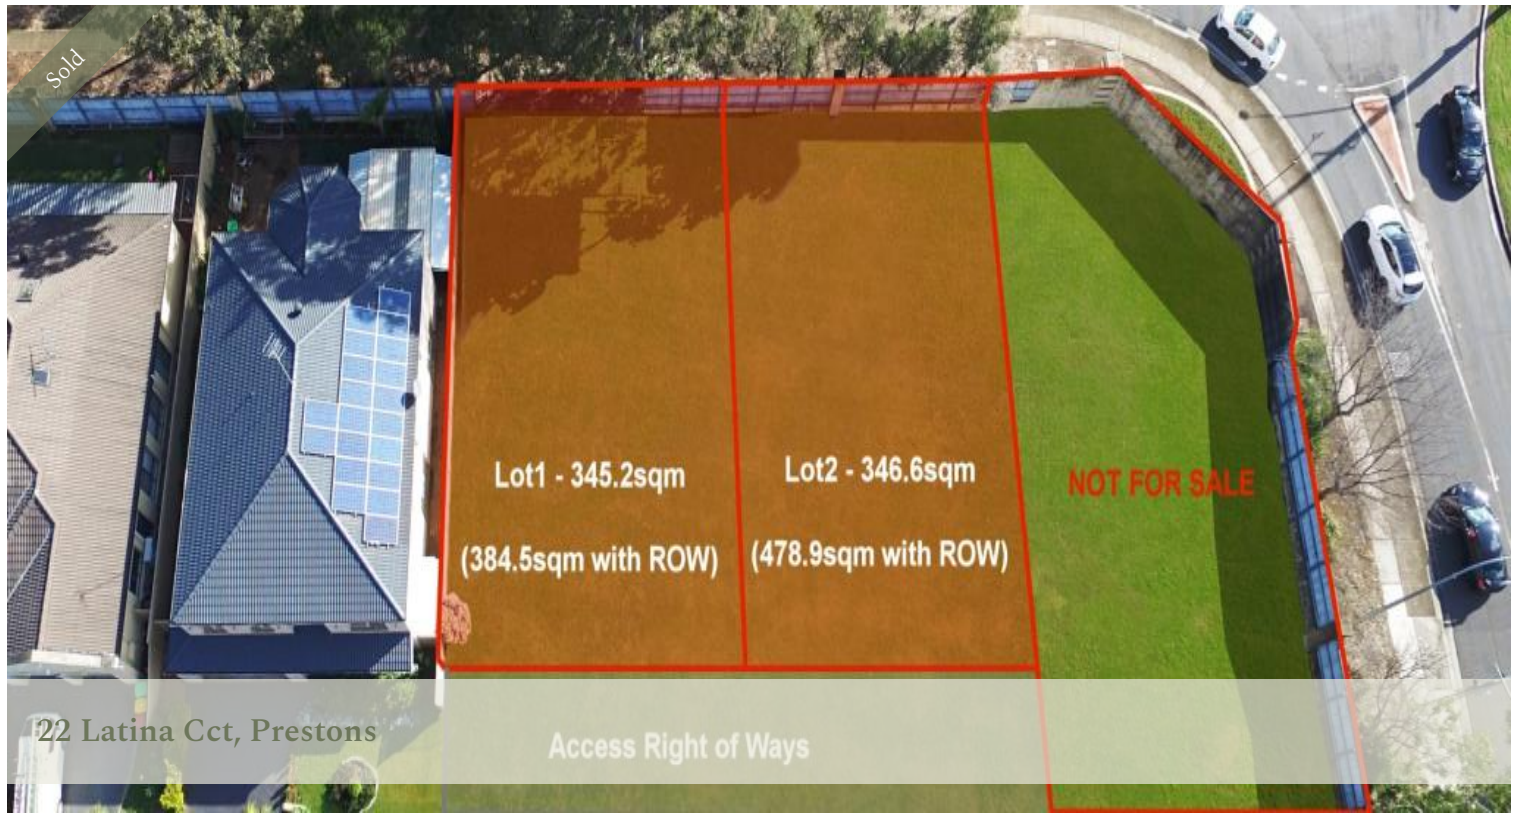 Sold
Lot1 - 345.2sqm
(384.5sqm with ROW)
Lot2 - 346.6sqm
(478.9sqm with ROW)
NOT FOR SALE
22 Latina Cct, Prestons
Access Right of Ways